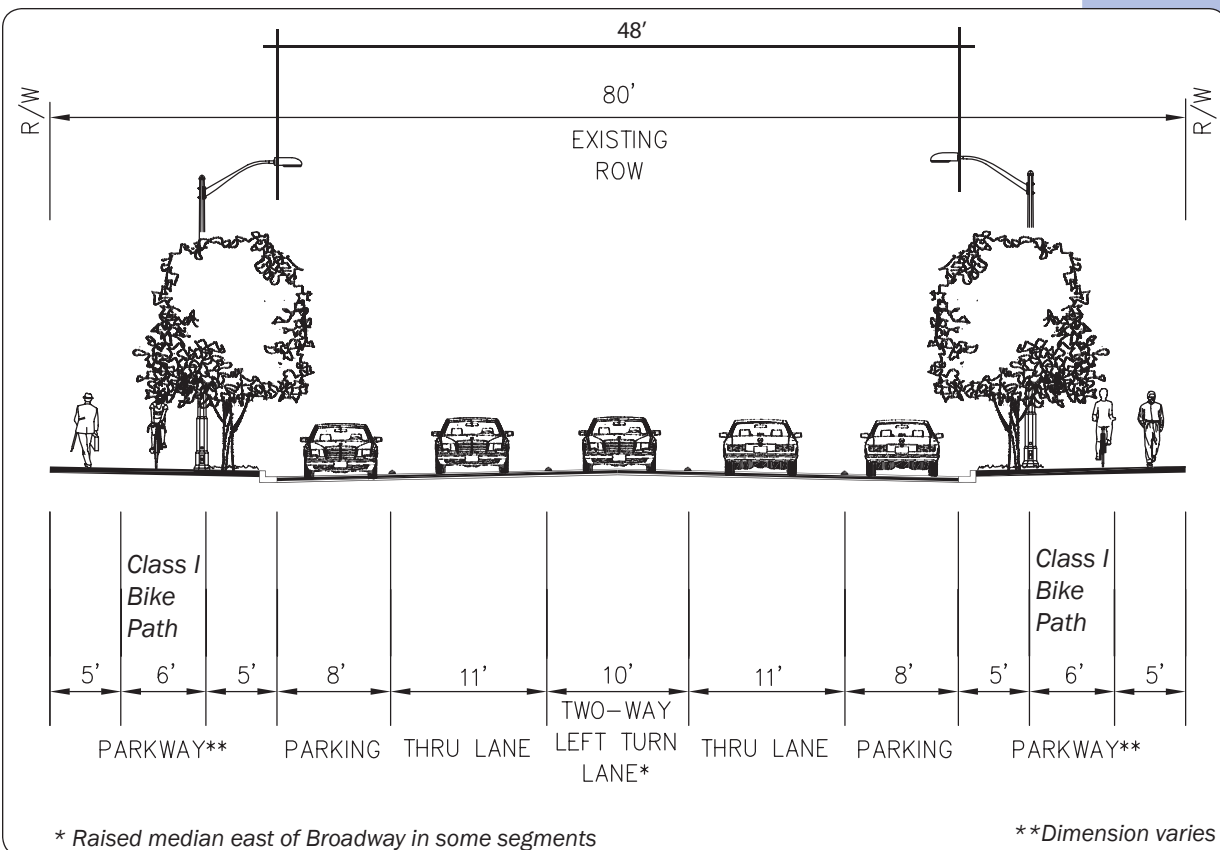 48’
80’
R/W
R/W
EXISTING
ROW
Class I
Bike
Path
Class I
Bike
Path
5’ 6’ 5’ 8’ 11’ 10’ 11’ 8’ 5’ 6’ 5’
PARKWAY** PARKING THRU LANE TWO-WAY
LEFT TURN
LANE* THRU LANE PARKING PARKWAY**
* Raised median east of Broadway in some segments
**Dimension varies